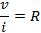 v/i = R